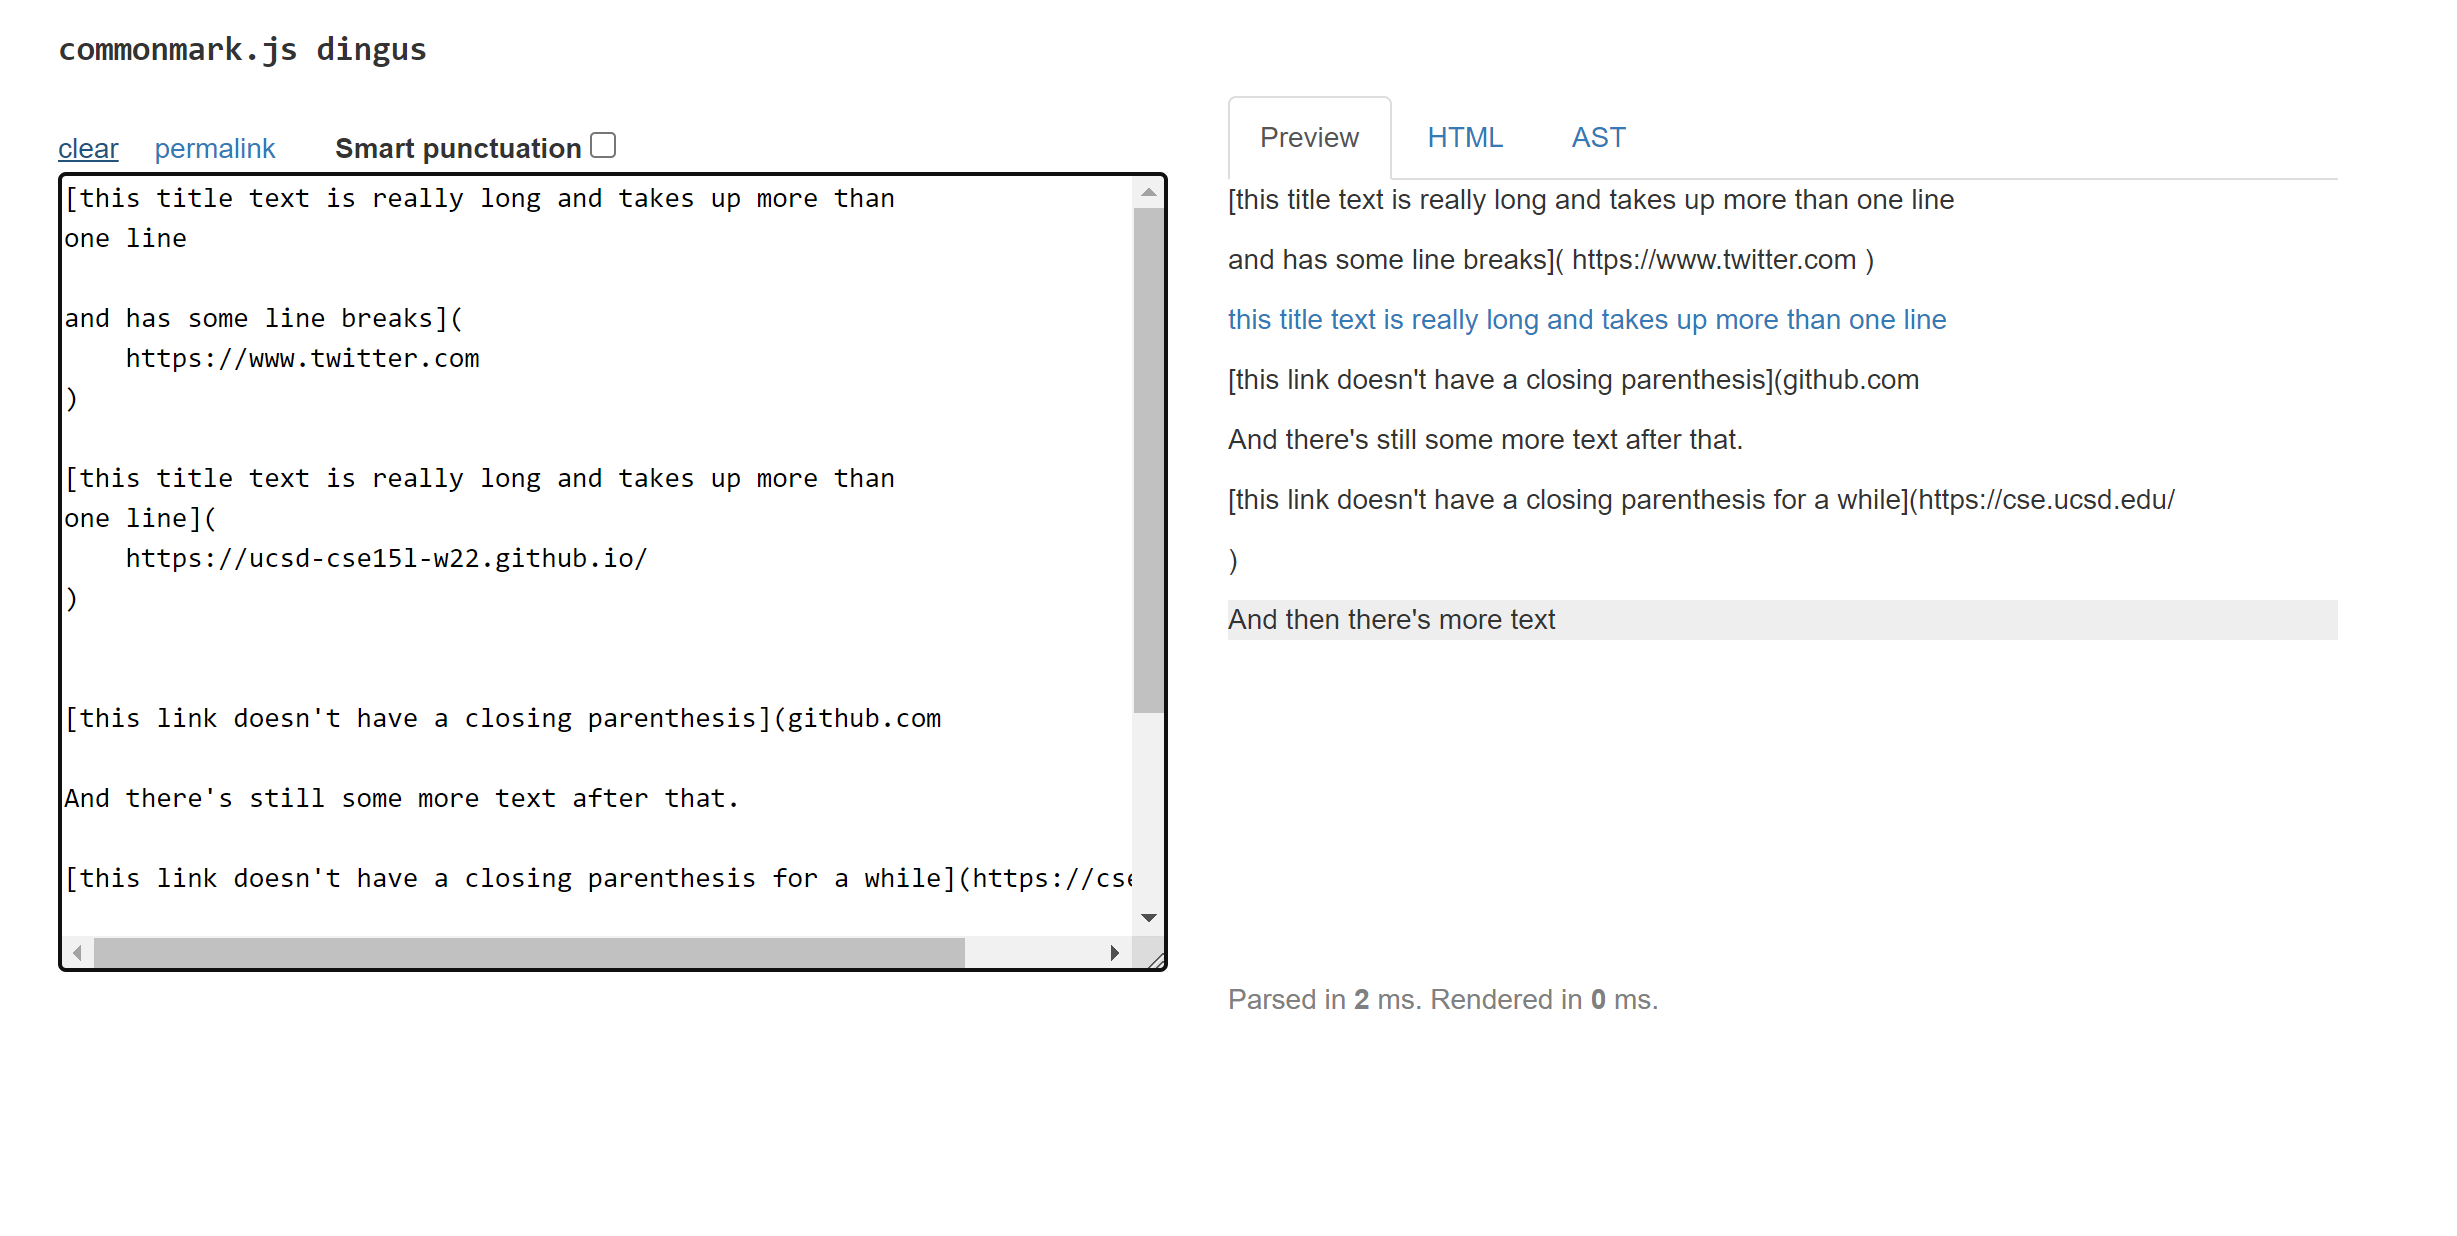 commonmark.js dingus
clear permalink Smart punctuation
[this title text is really long and takes up more than
one line
and has some line breaks](
https://www.twitter.com
)
[this title text is really long and takes up more than
one line](
https://ucsd-cse15l-w22.github.io/
)
[this link doesn't have a closing parenthesis](github.com
And there's still some more text after that.
[this link doesn't have a closing parenthesis for a while](https://cse
Preview HTML AST
[this title text is really long and takes up more than one line
and has some line breaks]( https://www.twitter.com )
this title text is really long and takes up more than one line
[this link doesn't have a closing parenthesis](github.com
And there's still some more text after that.
[this link doesn't have a closing parenthesis for a while](https://cse.ucsd.edu/
)
And then there's more text
Parsed in 2 ms. Rendered in 0 ms.